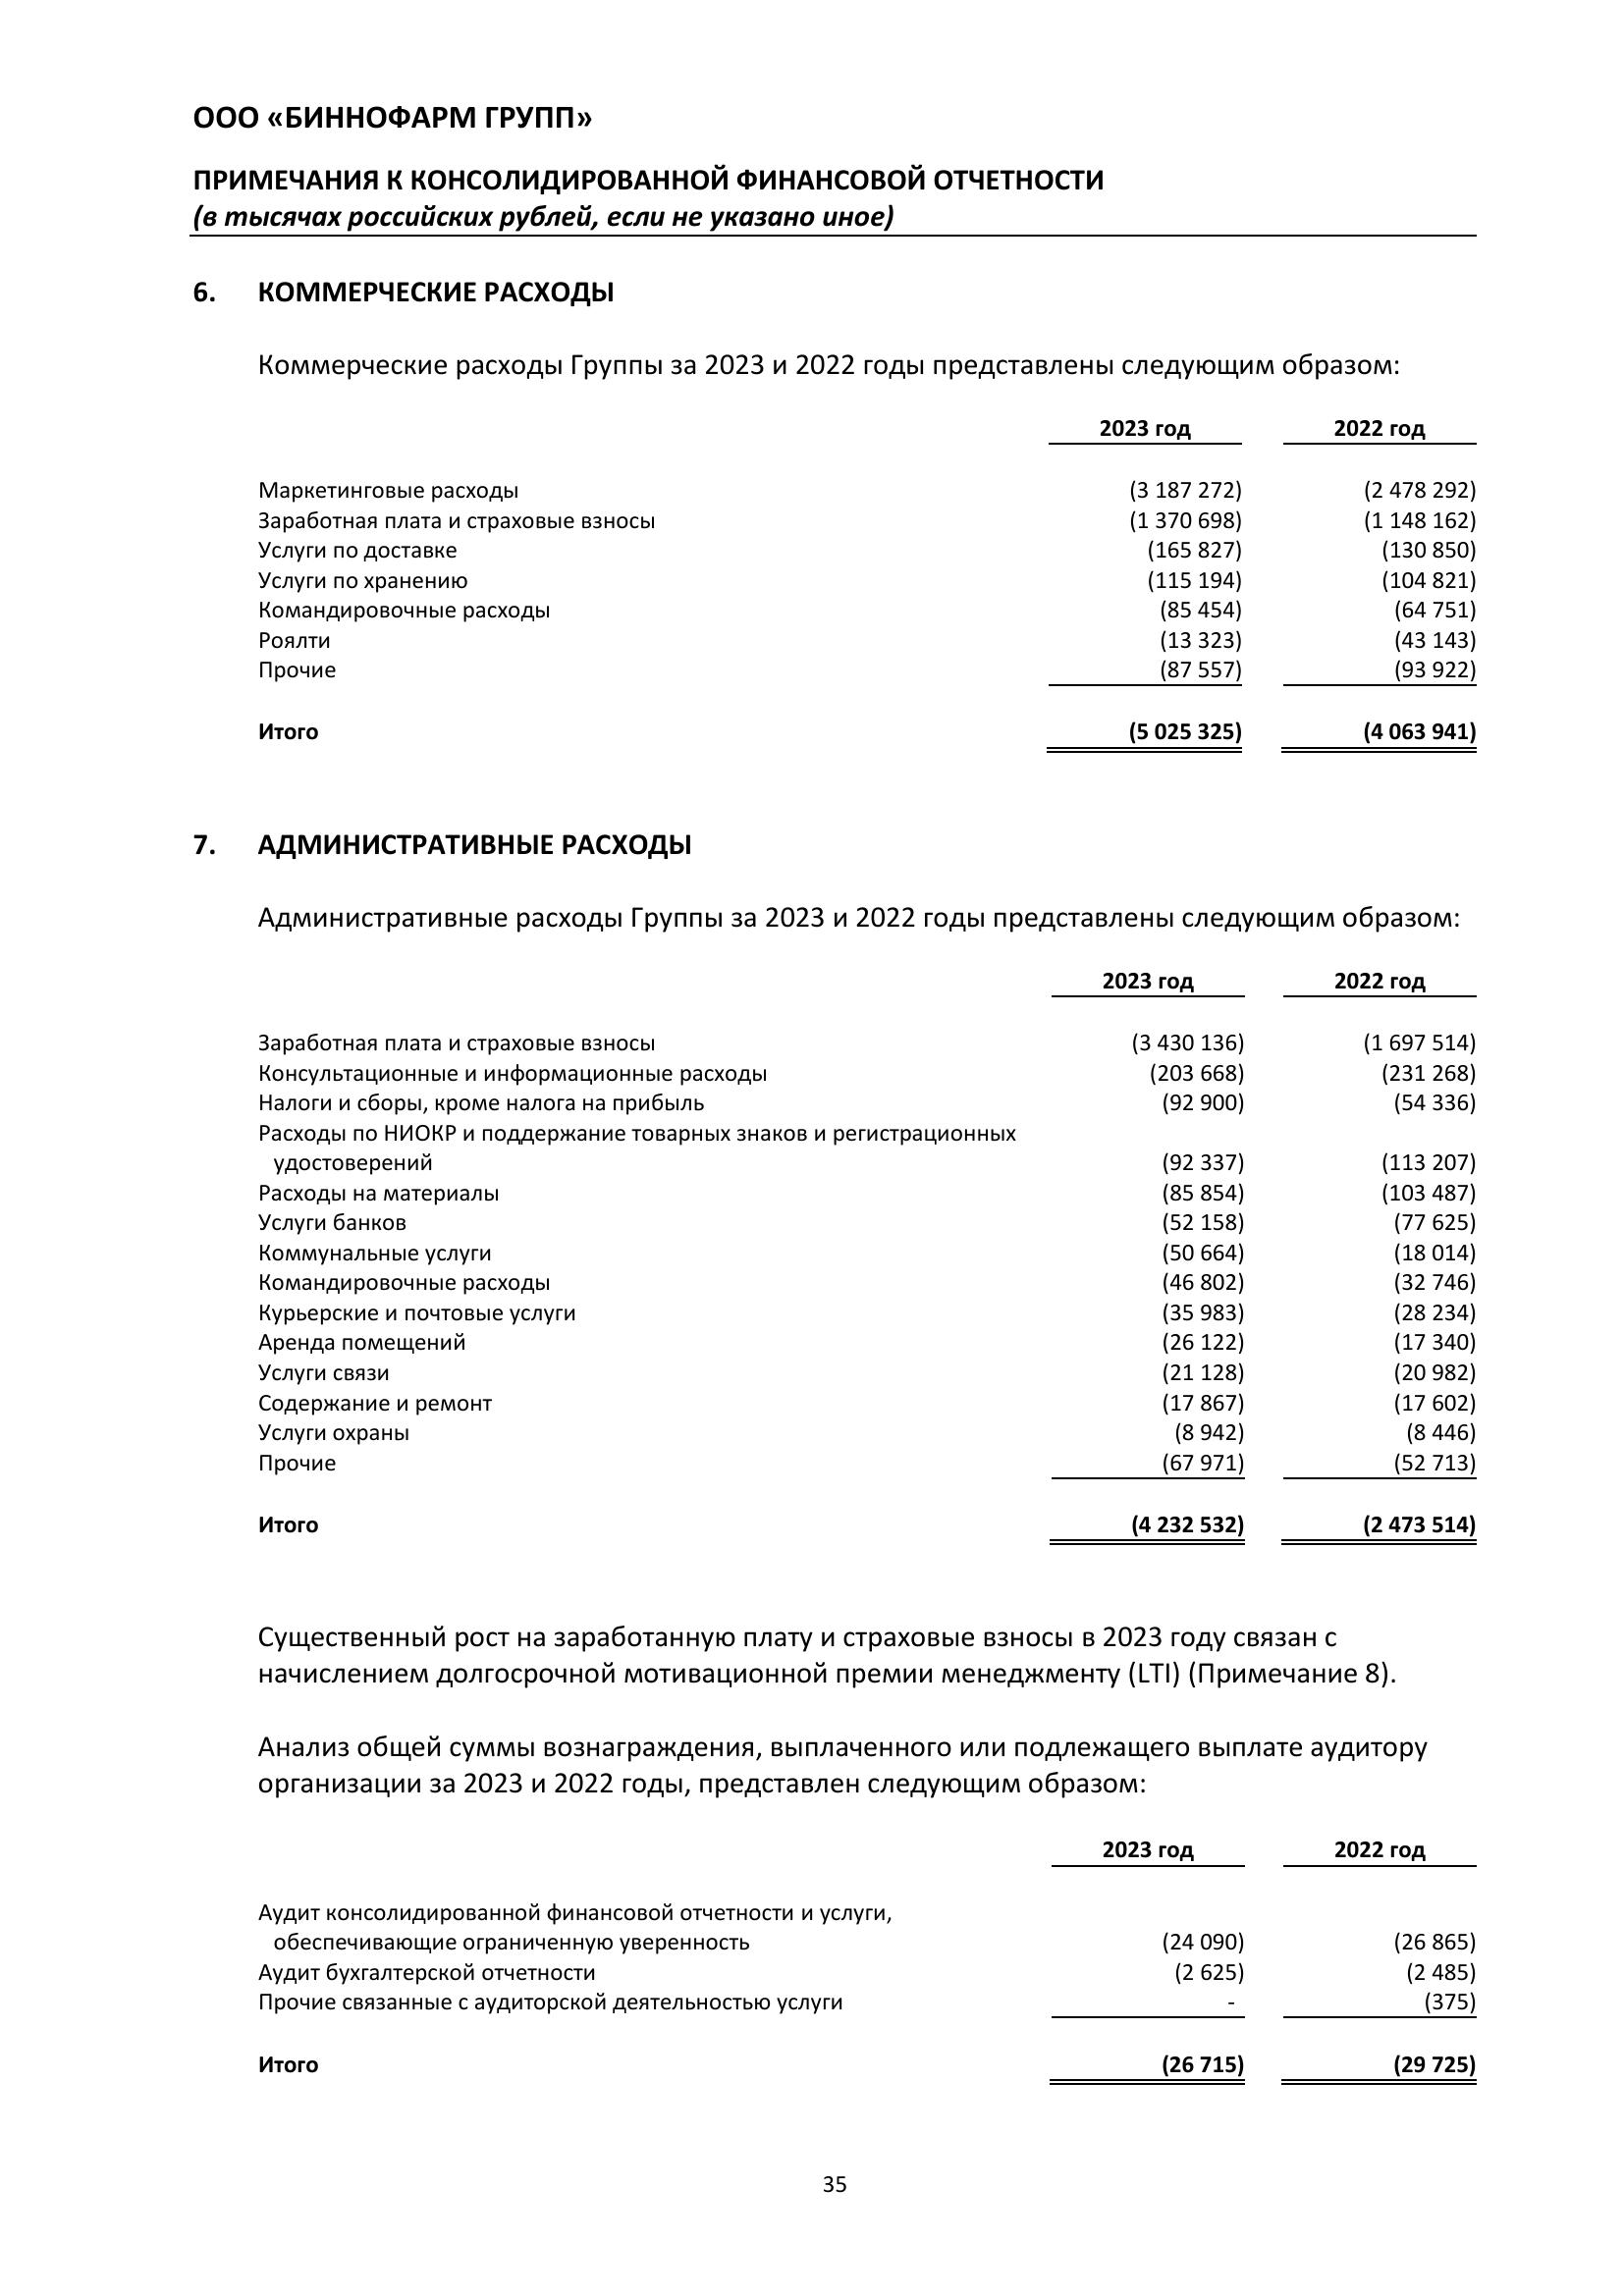 ООО «БИННОФАРМ ГРУПП»
ПРИМЕЧАНИЯ К КОНСОЛИДИРОВАННОЙ ФИНАНСОВОЙ ОТЧЕТНОСТИ
(в тысячах российских рублей, если не указано иное)
6. КОММЕРЧЕСКИЕ РАСХОДЫ
Коммерческие расходы Группы за 2023 и 2022 годы представлены следующим образом:
2023 год 2022 год
Маркетинговые расходы (3 187 272) (2 478 292)
Заработная плата и страховые взносы (1 370 698) (1 148 162)
Услуги по доставке (165 827) (130 850)
Услуги по хранению (115 194) (104 821)
Командировочные расходы (85 454) (64 751)
Роялти (13 323) (43 143)
Прочие (87 557) (93 922)
Итого (5 025 325) (4 063 941)
7. АДМИНИСТРАТИВНЫЕ РАСХОДЫ
Административные расходы Группы за 2023 и 2022 годы представлены следующим образом:
2023 год 2022 год
Заработная плата и страховые взносы (3 430 136) (1 697 514)
Консультационные и информационные расходы (203 668) (231 268)
Налоги и сборы, кроме налога на прибыль (92 900) (54 336)
Расходы по НИОКР и поддержание товарных знаков и регистрационных
удостоверений (92 337) (113 207)
Расходы на материалы (85 854) (103 487)
Услуги банков (52 158) (77 625)
Коммунальные услуги (50 664) (18 014)
Командировочные расходы (46 802) (32 746)
Курьерские и почтовые услуги (35 983) (28 234)
Аренда помещений (26 122) (17 340)
Услуги связи (21 128) (20 982)
Содержание и ремонт (17 867) (17 602)
Услуги охраны (8 942) (8 446)
Прочие (67 971) (52 713)
Итого (4 232 532) (2 473 514)
Существенный рост на заработанную плату и страховые взносы в 2023 году связан с
начислением долгосрочной мотивационной премии менеджменту (LTI) (Примечание 8).
Анализ общей суммы вознаграждения, выплаченного или подлежащего выплате аудитору
организации за 2023 и 2022 годы, представлен следующим образом:
2023 год 2022 год
Аудит консолидированной финансовой отчетности и услуги,
обеспечивающие ограниченную уверенность (24 090) (26 865)
Аудит бухгалтерской отчетности (2 625) (2 485)
Прочие связанные с аудиторской деятельностью услуги - (375)
Итого (26 715) (29 725)
35